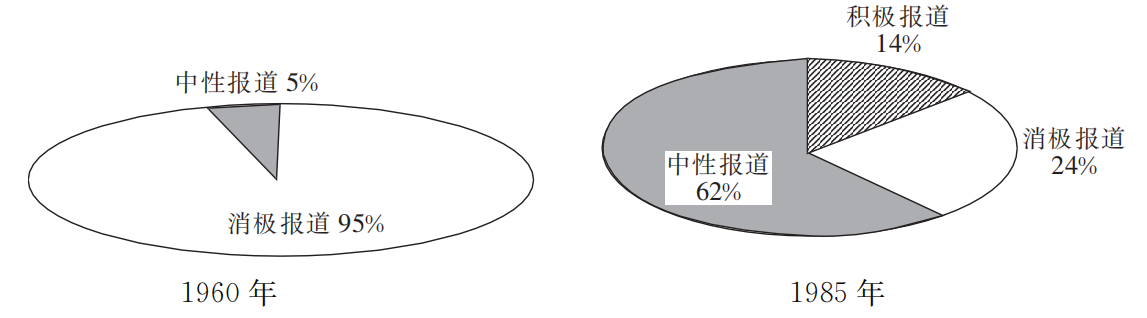 中性报道 5%
消极报道 95%
1960 年
积极报道
14%
消极报道
24%
中性报道
62%
1985 年